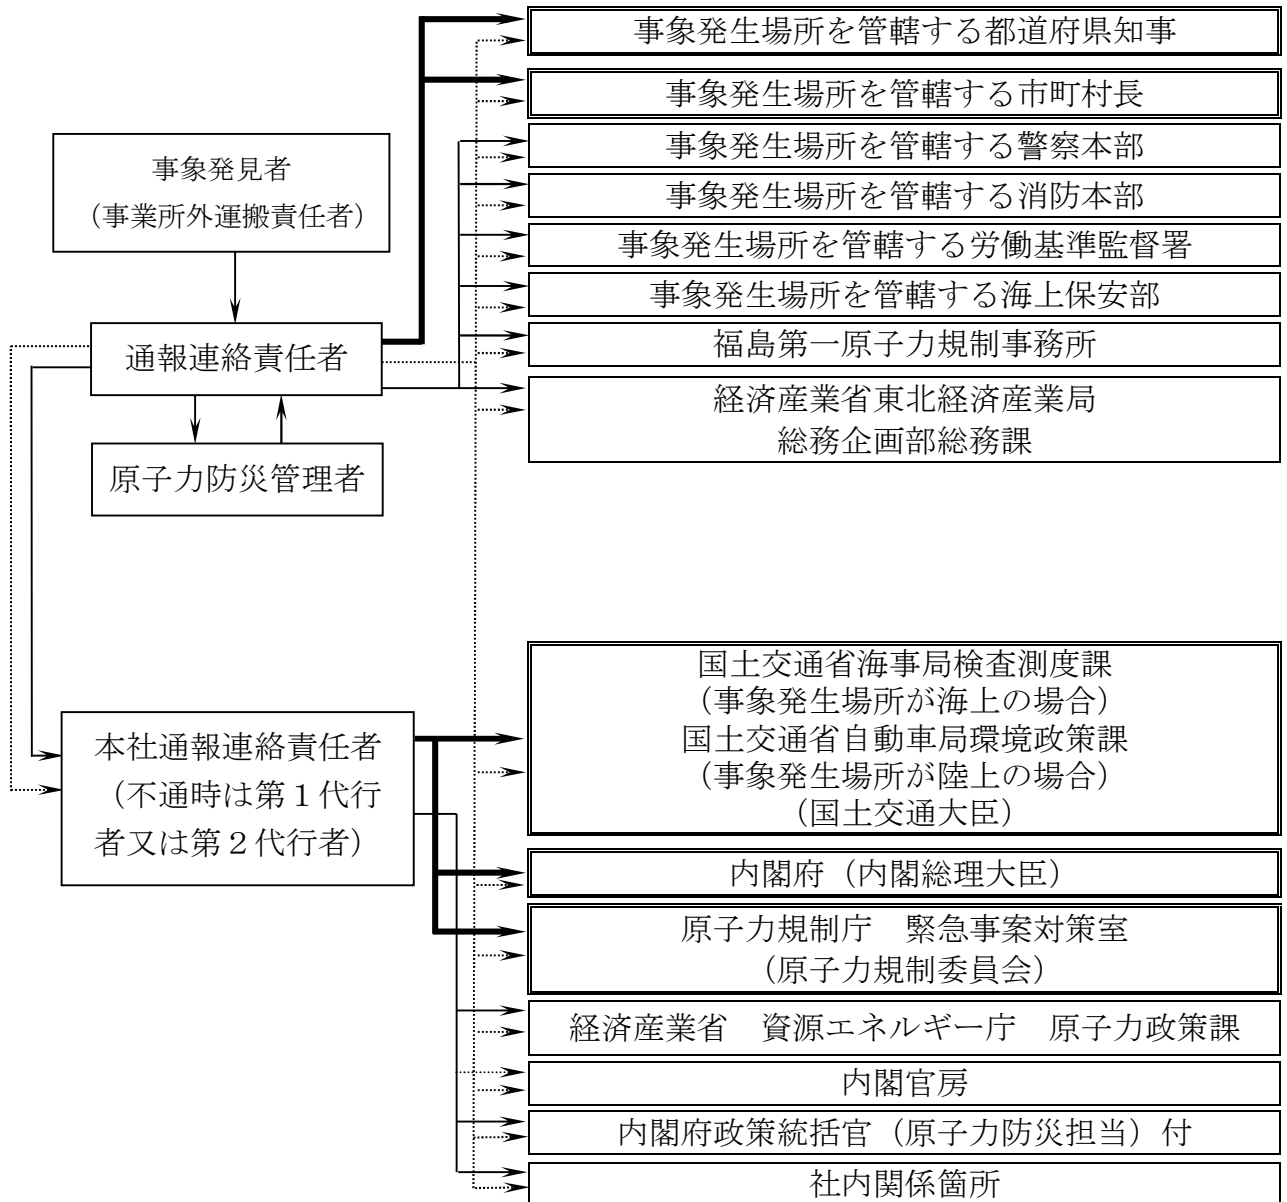 事象発生場所を管轄する都道府県知事
事象発生場所を管轄する市町村長
事象発生場所を管轄する警察本部
事象発生場所を管轄する消防本部
事象発生場所を管轄する労働基準監督署
事象発生場所を管轄する海上保安部
福島第一原子力規制事務所
経済産業省東北経済産業局
総務企画部総務課
事象発見者
(事業所外運搬責任者)
通報連絡責任者
原子力防災管理者
本社通報連絡責任者
(不通時は第1代行
者又は第2代行者)
国土交通省海事局検査測度課
(事象発生場所が海上の場合)
国土交通省自動車局環境政策課
(事象発生場所が陸上の場合)
(国土交通大臣)
内閣府(内閣総理大臣)
原子力規制庁 緊急事案対策室
(原子力規制委員会)
経済産業省 資源エネルギー庁 原子力政策課
内閣官房
内閣府政策統括官(原子力防災担当)付
社内関係箇所